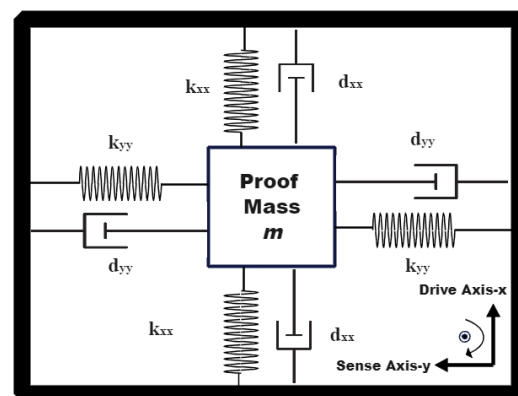 kxx
dxx
kyy
dyy
Proof
Mass
m
dyy
kyy
kxx
dxx
Drive Axis-x
Sense Axis-y